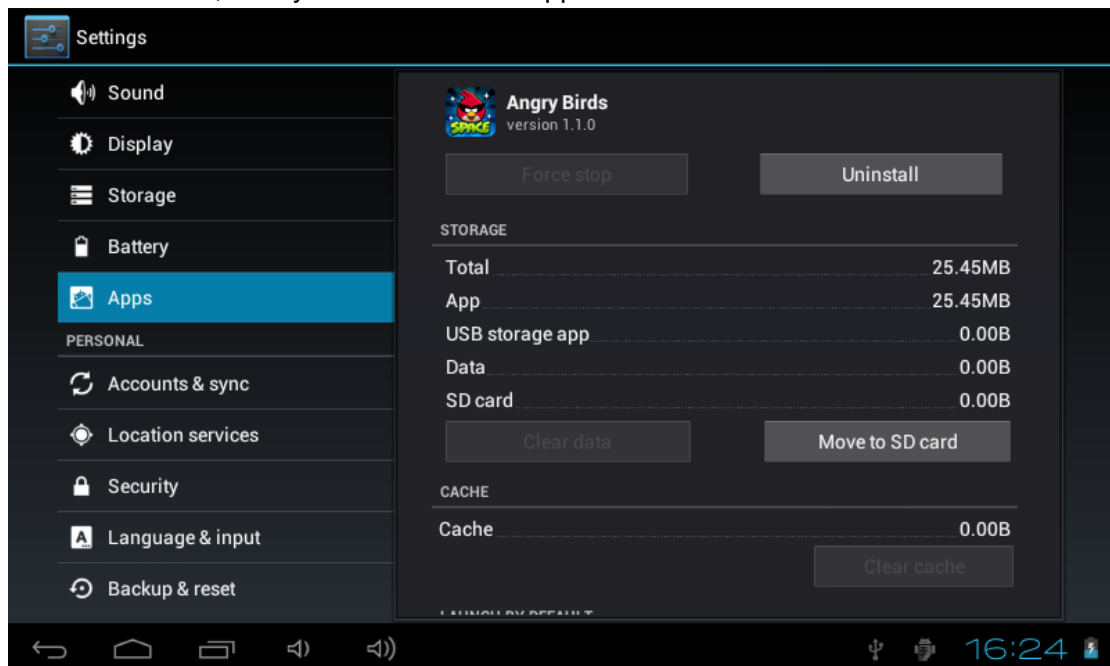 Settings
Sound
Display
Storage
Battery
Apps
PERSONAL
Accounts & sync
Location services
Security
Language & input
Backup & reset
Angry Birds
version 1.1.0
Force stop
Uninstall
STORAGE
Total 25.45MB
App 25.45MB
USB storage app 0.00B
Data 0.00B
SD card 0.00B
Clear data
Move to SD card
CACHE
Cache 0.00B
Clear cache
LAUNCH BY DEFAULT
16:24